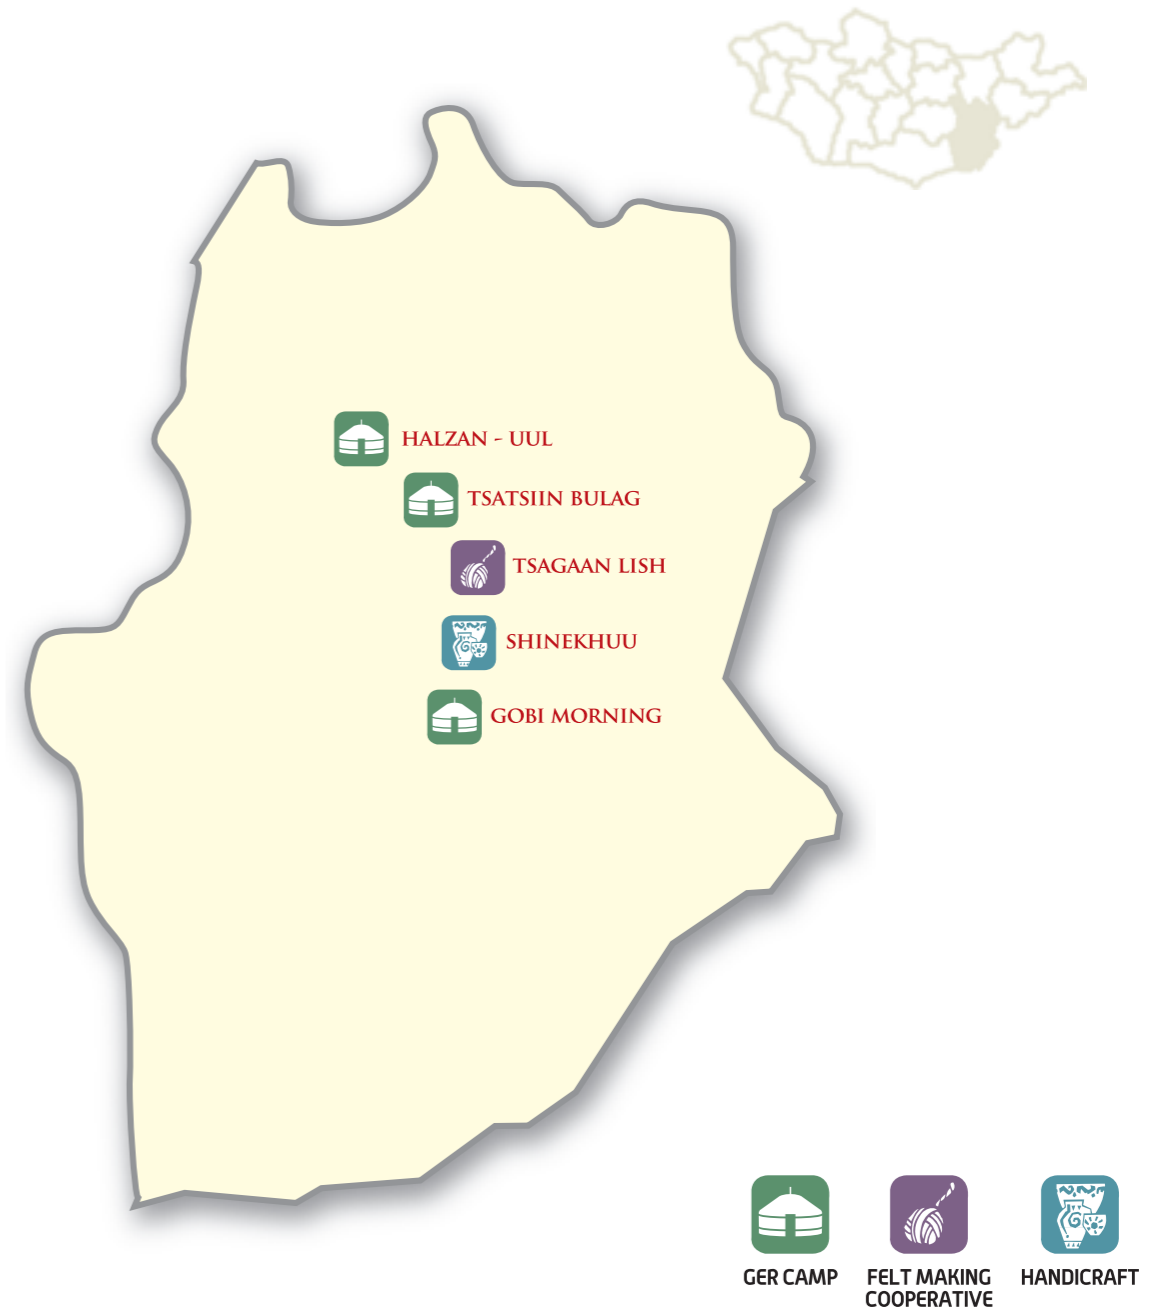 HALZAN - UUL
TSATSIIN BULAG
TSAGAAN LISH
SHINEKHUU
GOBI MORNING
GER CAMP
FELT MAKING
COOPERATIVE
HANDICRAFT